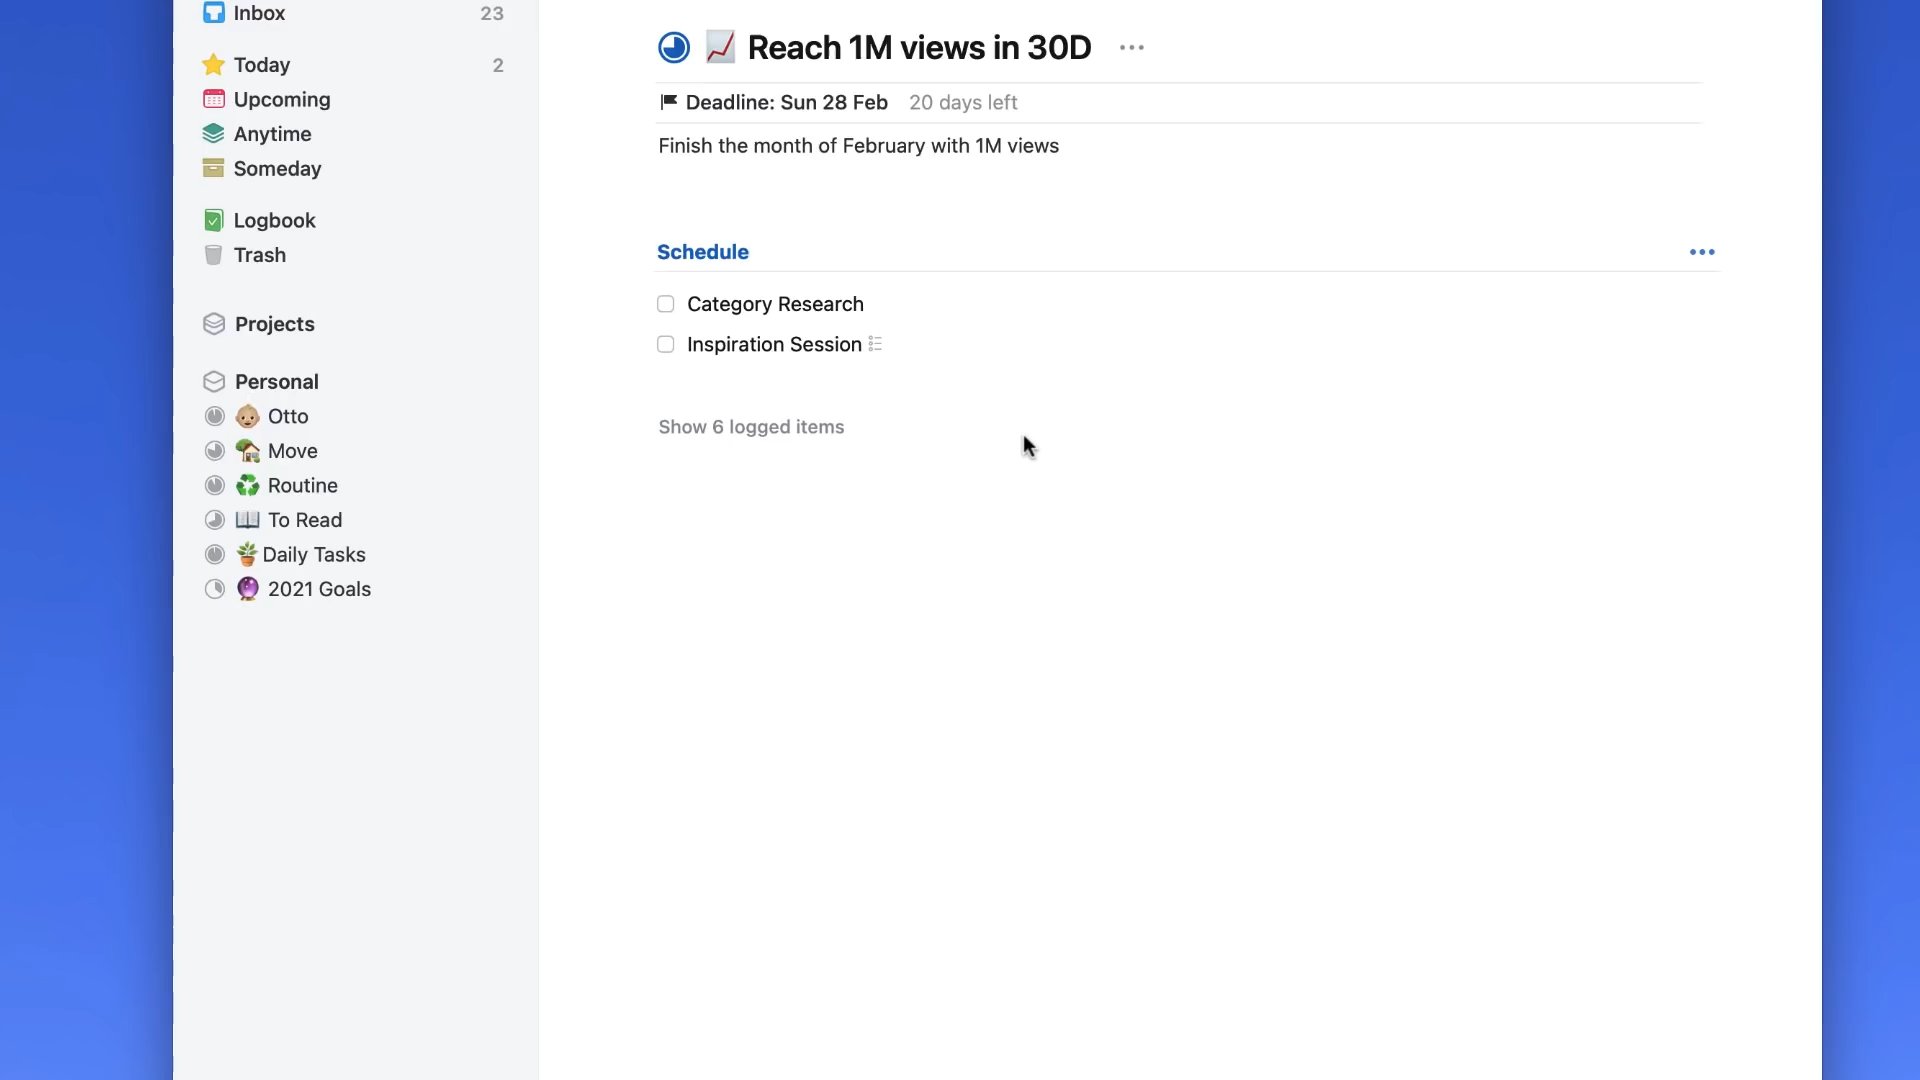 Inbox 23
Today 2
Upcoming
Anytime
Someday
Logbook
Trash
Projects
Personal
Otto
Move
Routine
To Read
Daily Tasks
2021 Goals
Reach 1M views in 30D
Deadline: Sun 28 Feb 20 days left
Finish the month of February with 1M views
Schedule
Category Research
Inspiration Session
Show 6 logged items